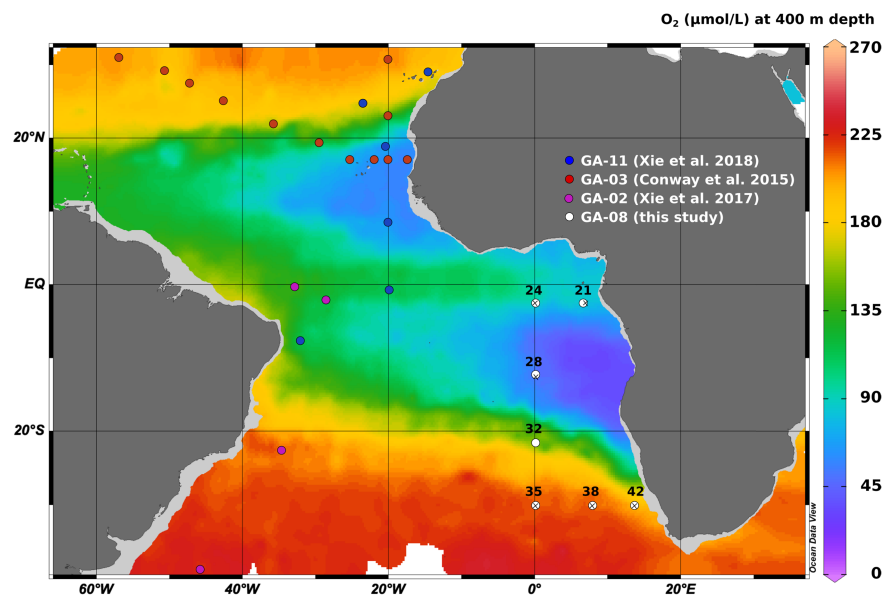 O₂ (μmol/L) at 400 m depth
270
225
180
135
90
45
0
20°N
EQ
20°S
60°W
40°W
20°W
0°
20°E
GA-11 (Xie et al. 2018)
GA-03 (Conway et al. 2015)
GA-02 (Xie et al. 2017)
GA-08 (this study)
24
21
28
32
35
38
42
Ocean Data View